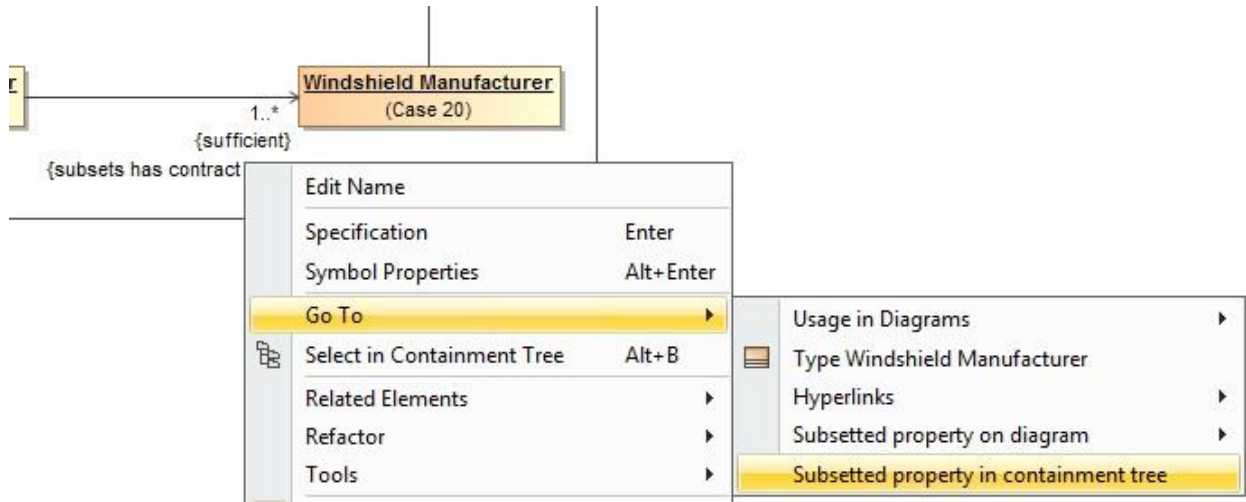 r
Windshield Manufacturer
(Case 20)
1..*
{sufficient}
{subsets has contract
Edit Name
Specification Enter
Symbol Properties Alt+Enter
Go To
Select in Containment Tree Alt+B
Related Elements
Refactor
Tools
Usage in Diagrams
Type Windshield Manufacturer
Hyperlinks
Subsetted property on diagram
Subsetted property in containment tree